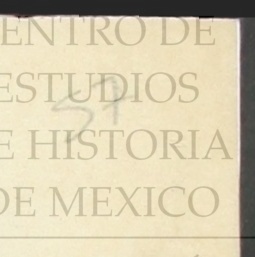 ENTRO DE
ESTUDIOS
57
E HISTORIA
DE MEXICO